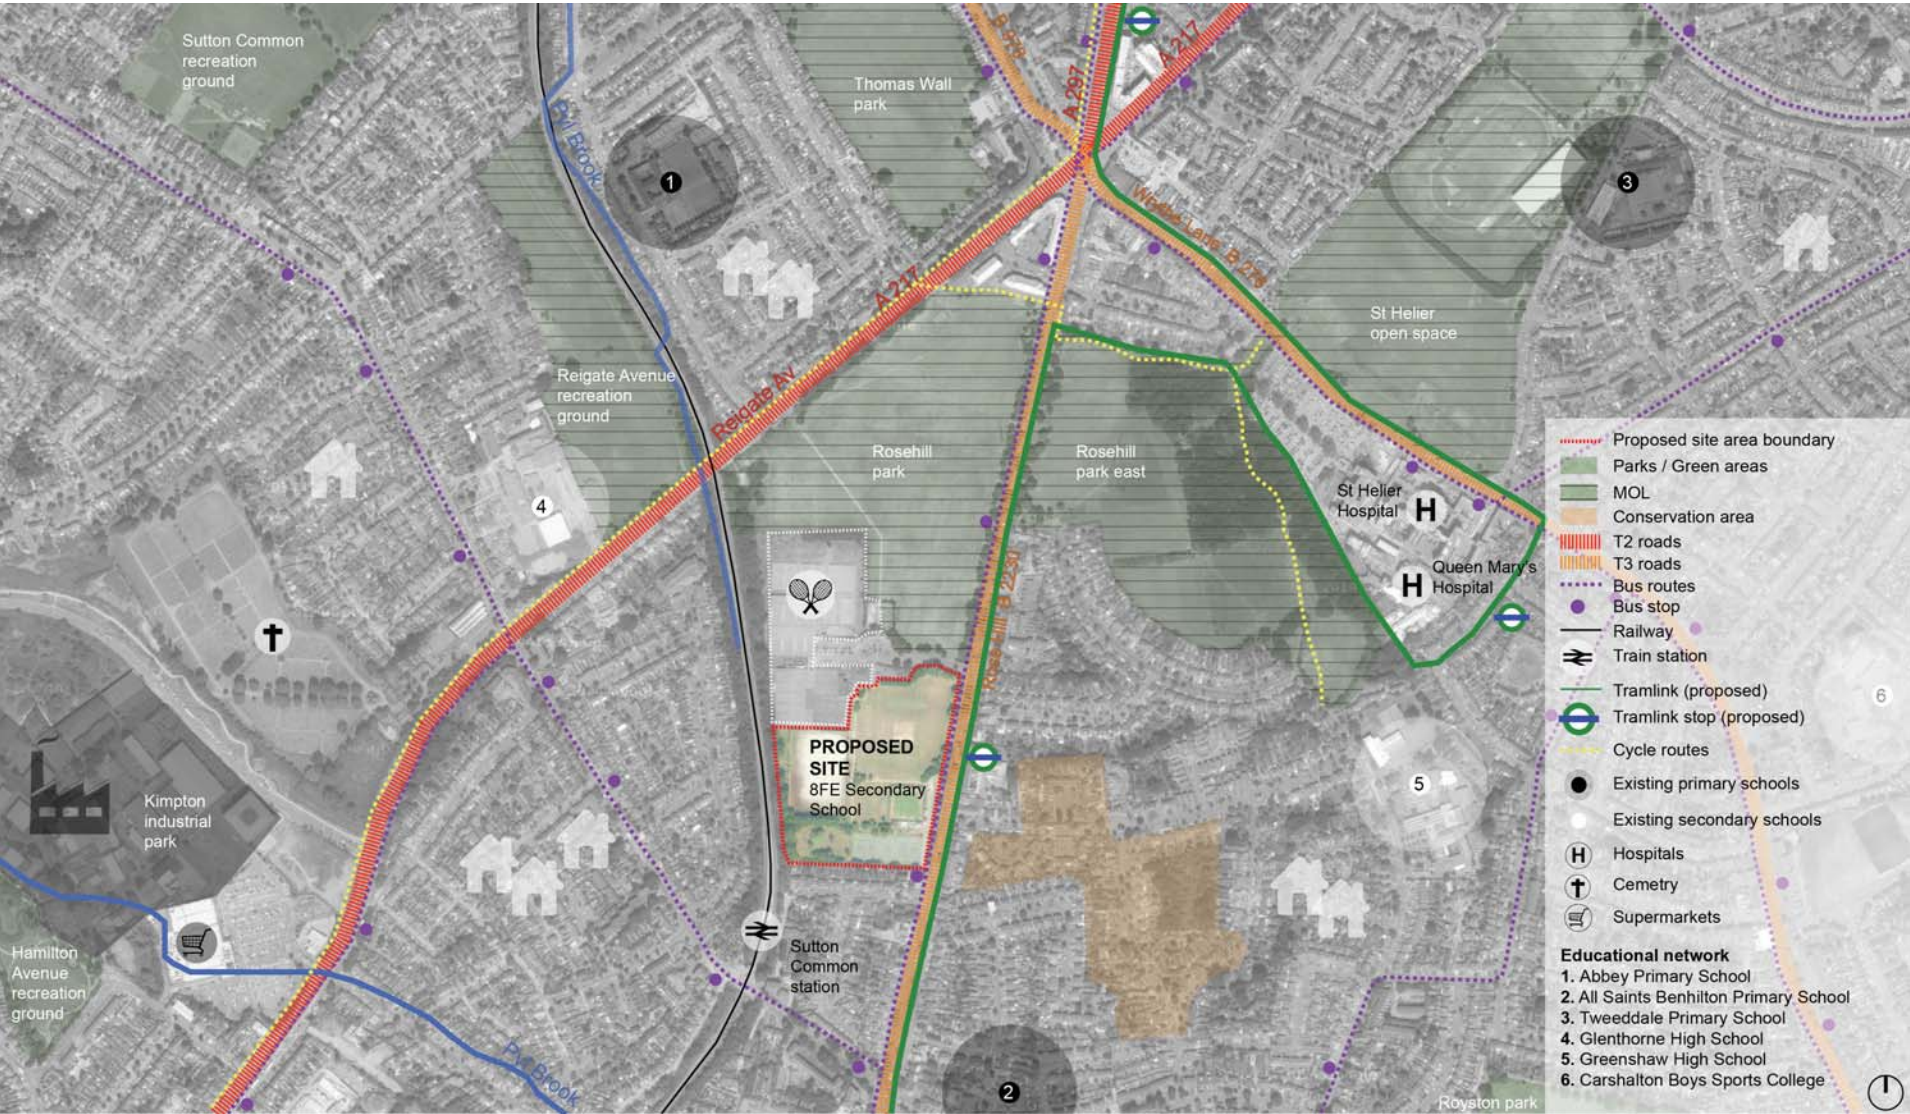 Sutton Common
recreation
ground
Pyl Brook
1
Thomas Wall
park
A 297
A 217
3
Wrythe Lane B 278
A 217
St Helier
open space
Reigate Avenue
recreation
ground
Reigate Av
Rosehill
park
Rosehill
park east
4
St Helier
Hospital
H
Queen Mary's
Hospital
H
Rose Hill B 2230
PROPOSED
SITE
8FE Secondary
School
Kimpton
industrial
park
5
6
Hamilton
Avenue
recreation
ground
Sutton
Common
station
Pyl Brook
2
Royston park
Proposed site area boundary
Parks / Green areas
MOL
Conservation area
T2 roads
T3 roads
Bus routes
Bus stop
Railway
Train station
Tramlink (proposed)
Tramlink stop (proposed)
Cycle routes
Existing primary schools
Existing secondary schools
H Hospitals
Cemetry
Supermarkets
Educational network
1. Abbey Primary School
2. All Saints Benhilton Primary School
3. Tweeddale Primary School
4. Glenthorne High School
5. Greenshaw High School
6. Carshalton Boys Sports College